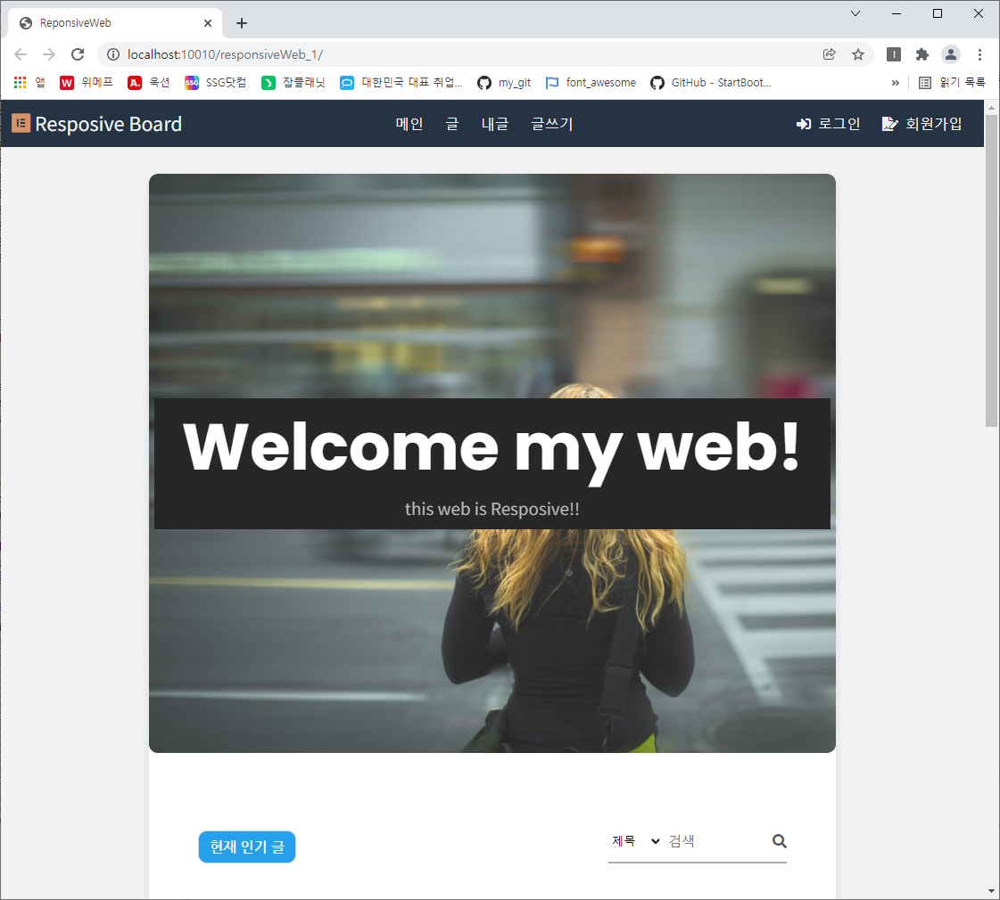 ReponsiveWeb
localhost:10010/responsiveWeb_1/
앱 위메프 A. 옥션 SSG SSG닷컴 잡플래닛 대한민국 대표 취업... my_git font_awesome GitHub - StartBoot... » 읽기 목록
Resposive Board 메인 글 내글 글쓰기 로그인 회원가입
Welcome my web!
this web is Resposive!!
현재 인기 글 제목 검색